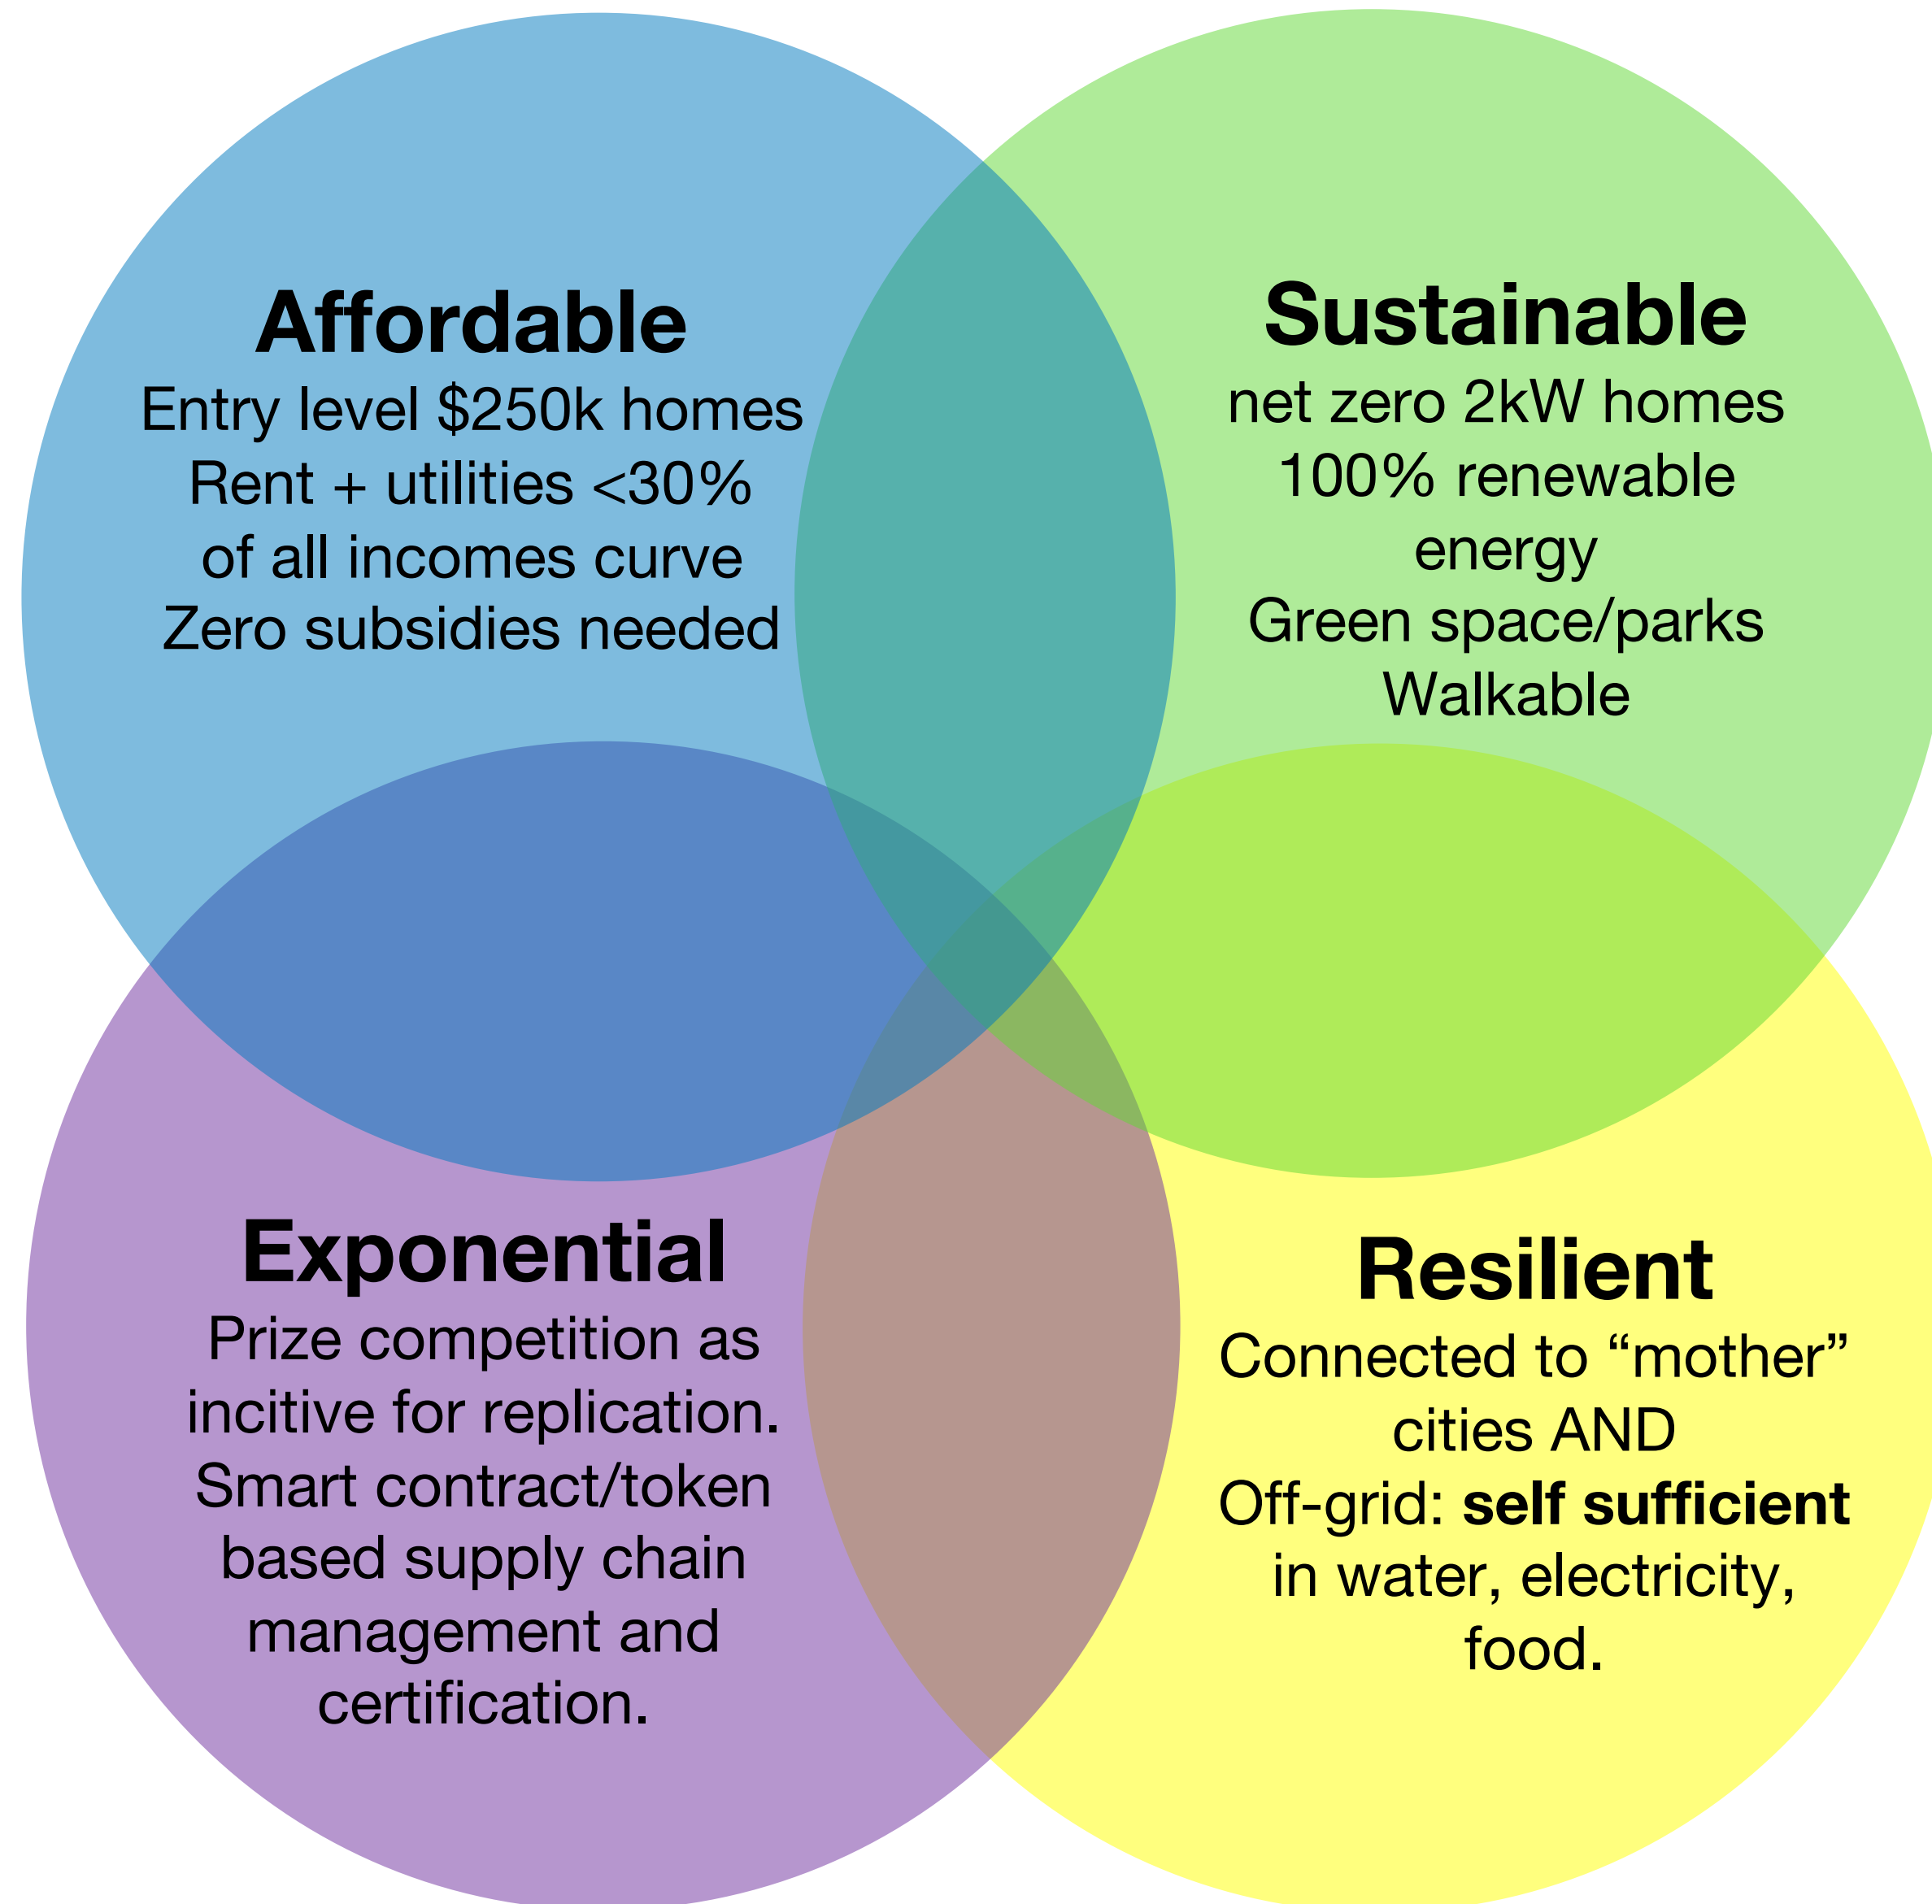 Affordable
Entry level $250k homes
Rent + utilities <30%
of all incomes curve
Zero subsidies needed
Sustainable
net zero 2kW homes
100% renewable
energy
Green space/parks
Walkable
Exponential
Prize competition as
incitive for replication.
Smart contract/token
based supply chain
management and
certification.
Resilient
Connected to “mother”
cities AND
Off-grid: self sufficient
in water, electricity,
food.